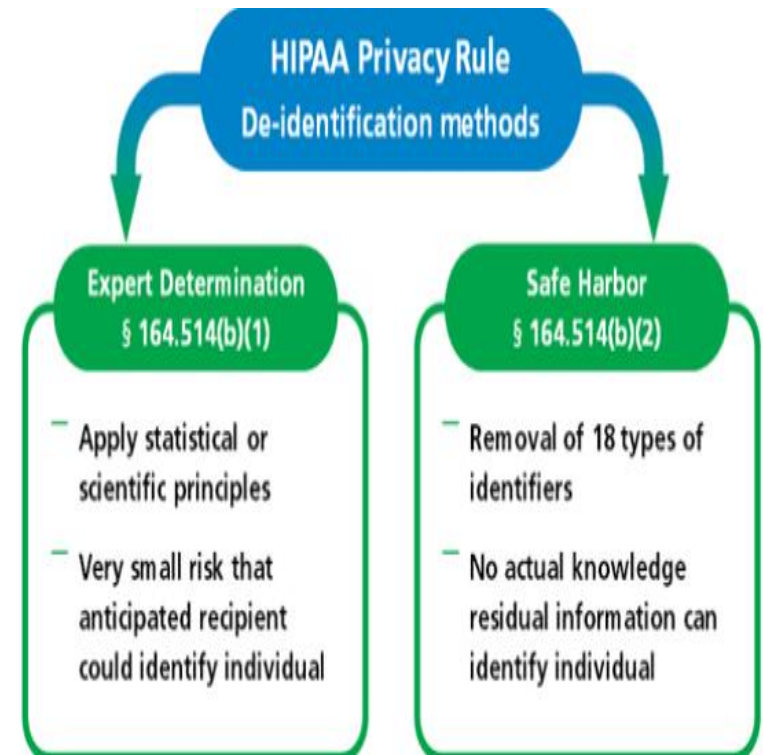 HIPAA Privacy Rule
De-identification methods
Expert Determination
§ 164.514(b)(1)
– Apply statistical or
scientific principles
– Very small risk that
anticipated recipient
could identify individual
Safe Harbor
§ 164.514(b)(2)
– Removal of 18 types of
identifiers
– No actual knowledge
residual information can
identify individual